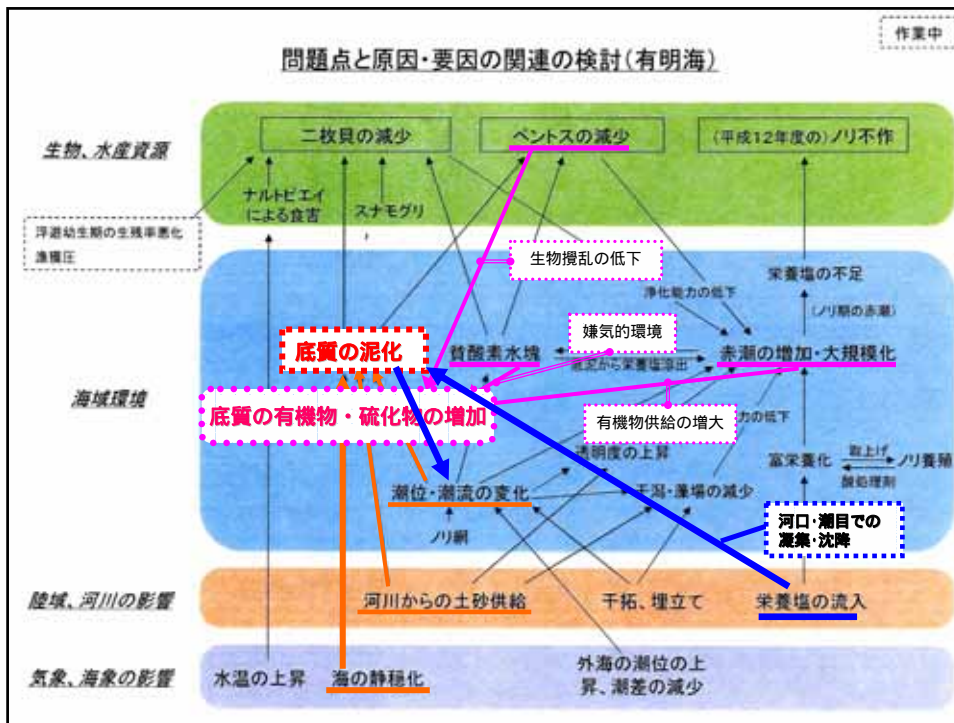 作業中
問題点と原因・要因の関連の検討(有明海)
生物、水産資源
二枚貝の減少
ベントスの減少
(平成12年度の)ノリ不作
ナルトビエイ
による食害
スナモグリ
浮遊幼生期の生残率悪化
漁獲圧
生物攪乱の低下
栄養塩の不足
浄化能力の低下
(ノリ期の赤潮)
嫌気的環境
底質の泥化
貧酸素水塊
赤潮の増加・大規模化
底泥から栄養塩溶出
海域環境
底質の有機物・硫化物の増加
有機物供給の増大
力の低下
透明度の上昇
富栄養化
取上げ
ノリ養殖
酸処理剤
潮位・潮流の変化
干潟・藻場の減少
ノリ網
河口・潮目での
凝集・沈降
陸域、河川の影響
河川からの土砂供給
干拓、埋立て
栄養塩の流入
気象、海象の影響
水温の上昇
海の静穏化
外海の潮位の上
昇、潮差の減少